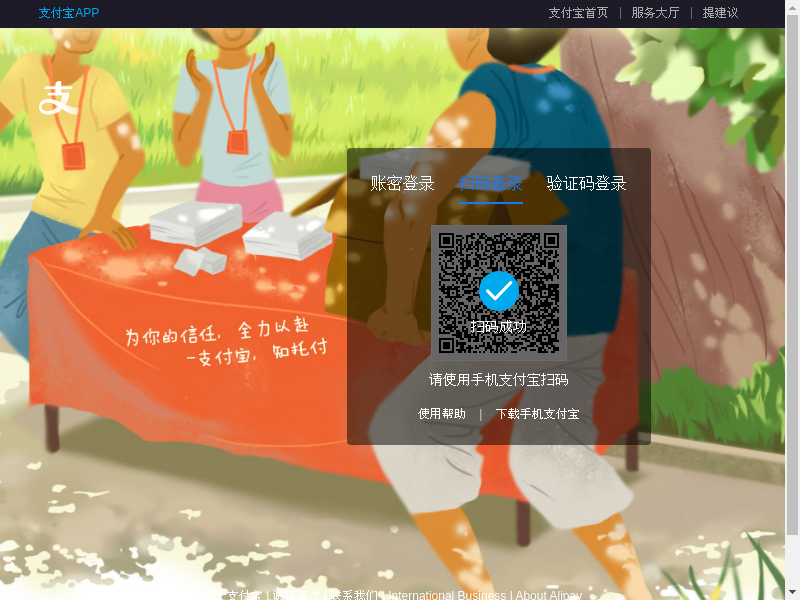 支付宝APP
支付宝首页 | 服务大厅 | 提建议
支
账密登录 扫码登录 验证码登录
扫码成功
为你的信任，全力以赴
-支付宝，知托付
请使用手机支付宝扫码
使用帮助 | 下载手机支付宝
支付宝 | 诚征英才 | 联系我们 | International Business | About Alipay